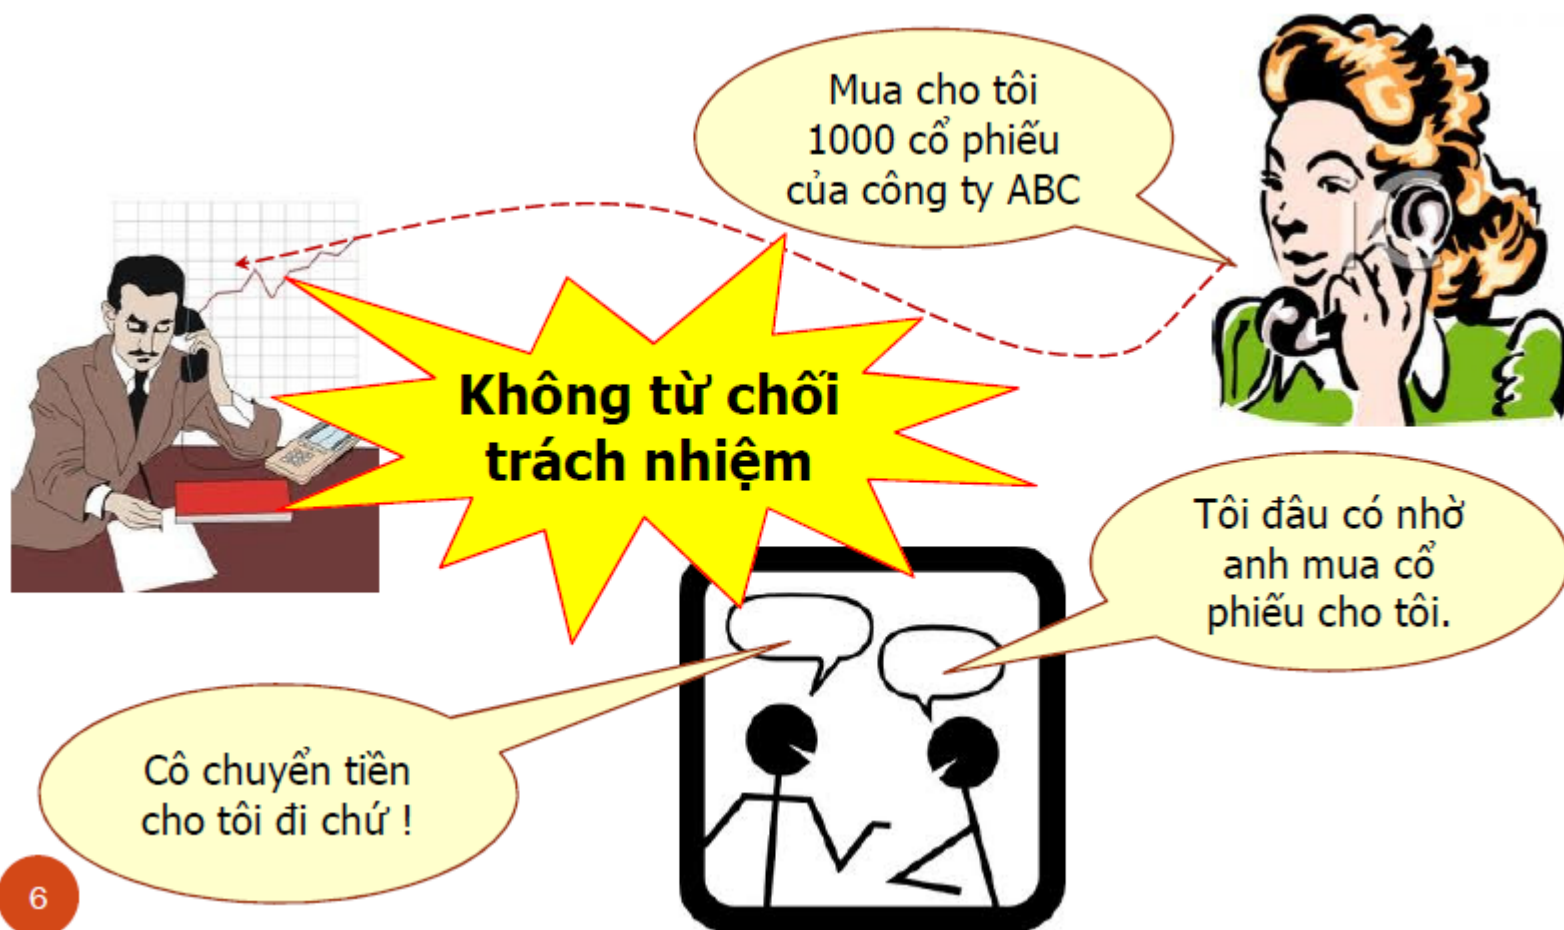 Mua cho tôi
1000 cổ phiếu
của công ty ABC
Không từ chối
trách nhiệm
Tôi đâu có nhờ
anh mua cổ
phiếu cho tôi.
Cô chuyển tiền
cho tôi đi chứ !
6